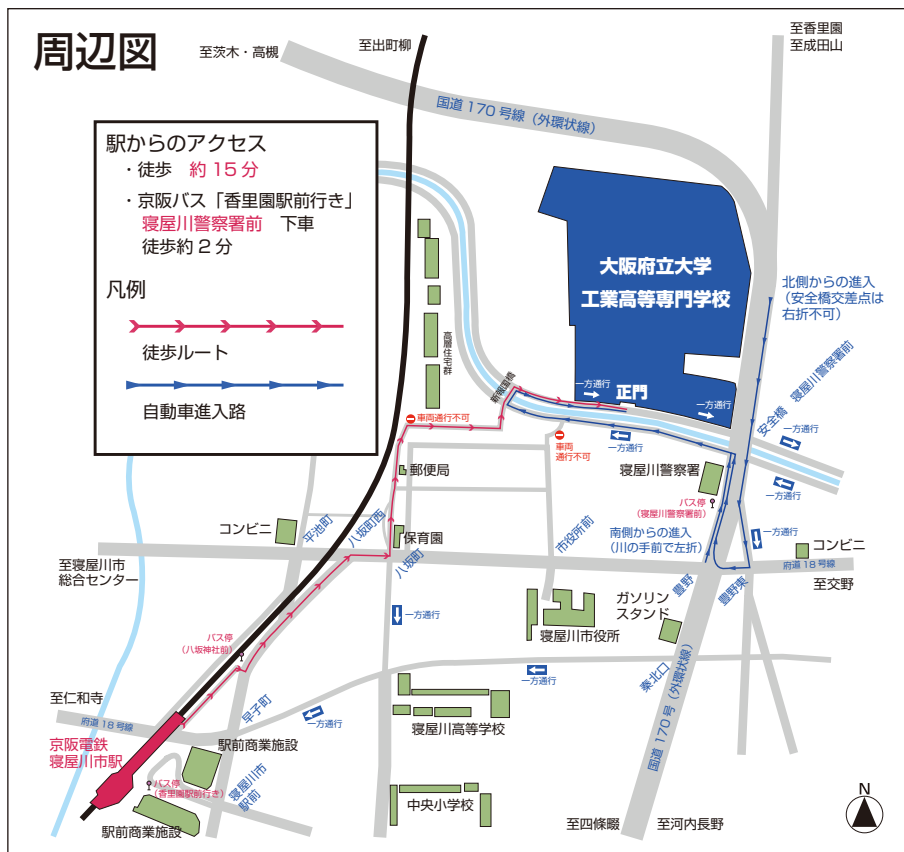 周辺図
至茨木・高槻
至出町柳
至香里園
至成田山
国道170号線（外環状線）
駅からのアクセス
・徒歩　約15分
・京阪バス「香里園駅前行き」
寝屋川警察署前　下車
徒歩約2分
凡例
徒歩ルート
自動車進入路
大阪府立大学
工業高等専門学校
北側からの進入
（安全橋交差点は
右折不可）
高層住宅群
新報国橋
一方通行
正門
一方通行
寝屋川警察署前
安全橋
一方通行
一方通行
一方通行
車両通行不可
車両
通行不可
郵便局
寝屋川警察署
バス停
（寝屋川警察署前）
コンビニ
平池町
八坂町西
保育園
八坂町
市役所前
南側からの進入
（川の手前で左折）
一方通行
コンビニ
至寝屋川市
総合センター
豊野
豊野東
府道18号線
至交野
ガソリン
スタンド
一方通行
寝屋川市役所
バス停
（八坂神社前）
秦北口
国道170号（外環状線）
一方通行
至仁和寺
府道18号線
早子町
一方通行
寝屋川高等学校
京阪電鉄
寝屋川市駅
駅前商業施設
バス停
（香里園駅前行き）
寝屋川市
駅前
中央小学校
駅前商業施設
至四條畷
至河内長野
N